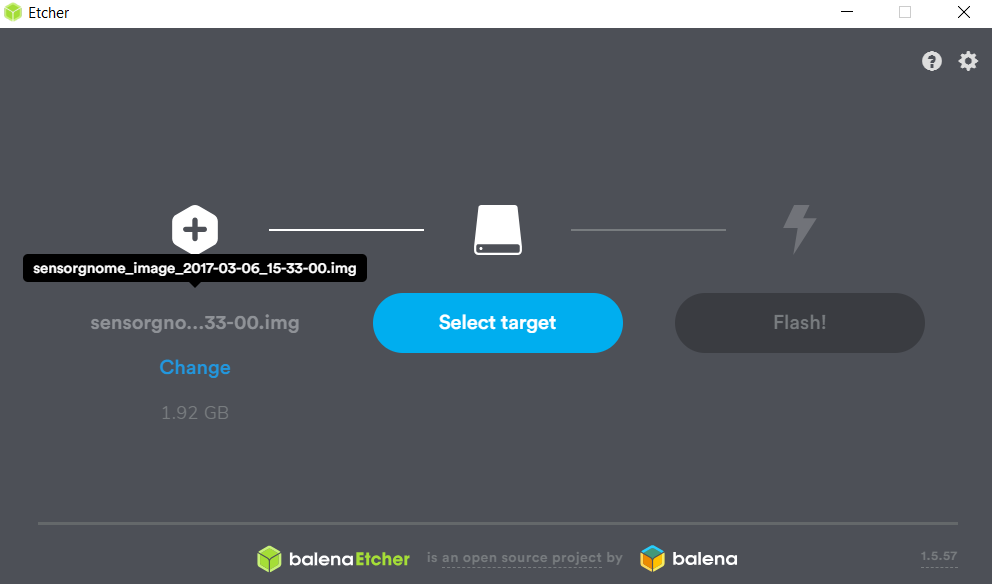 Etcher
sensorgnome_image_2017-03-06_15-33-00.img
sensorgno...33-00.img
Select target
Flash!
Change
1.92 GB
balenaEtcher is an open source project by balena
1.5.57